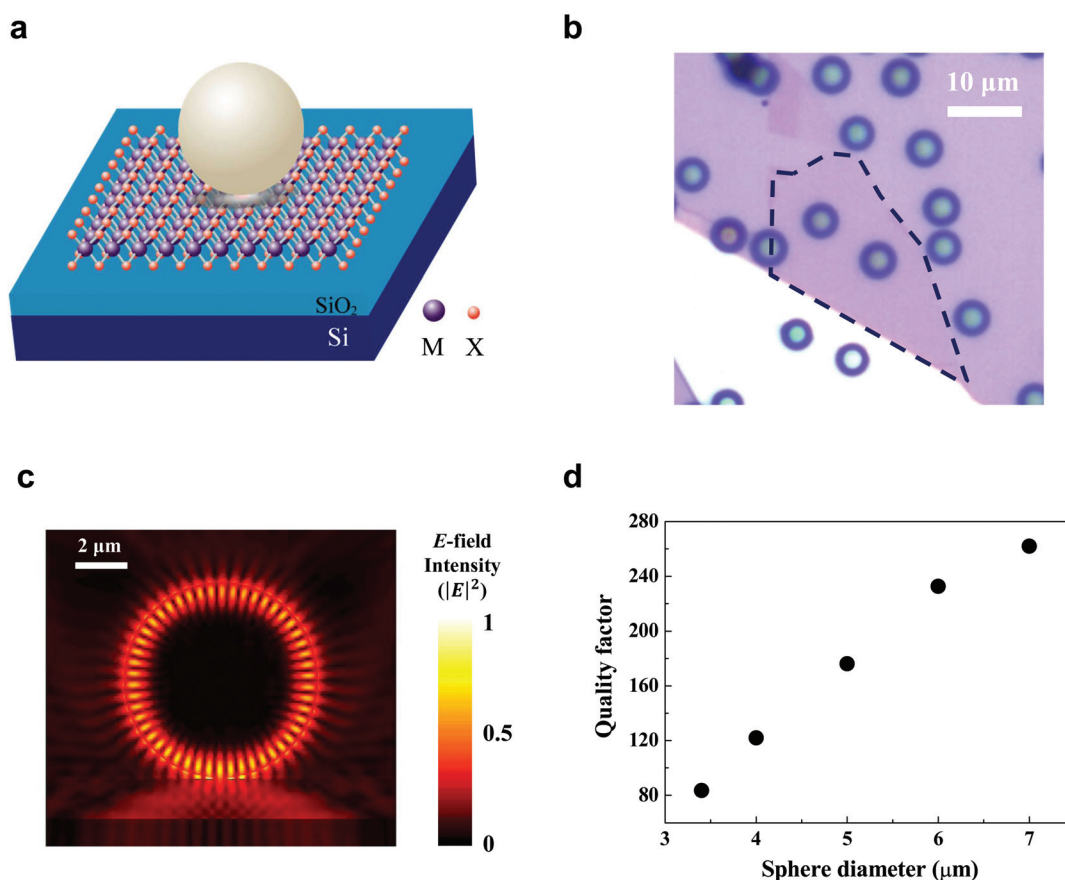 a
SiO₂
Si
M
X
b
10 µm
c
2 µm
E-field
Intensity
(|E|²)
1
0.5
0
d
Quality factor
280
240
200
160
120
80
3
4
5
6
7
Sphere diameter (µm)